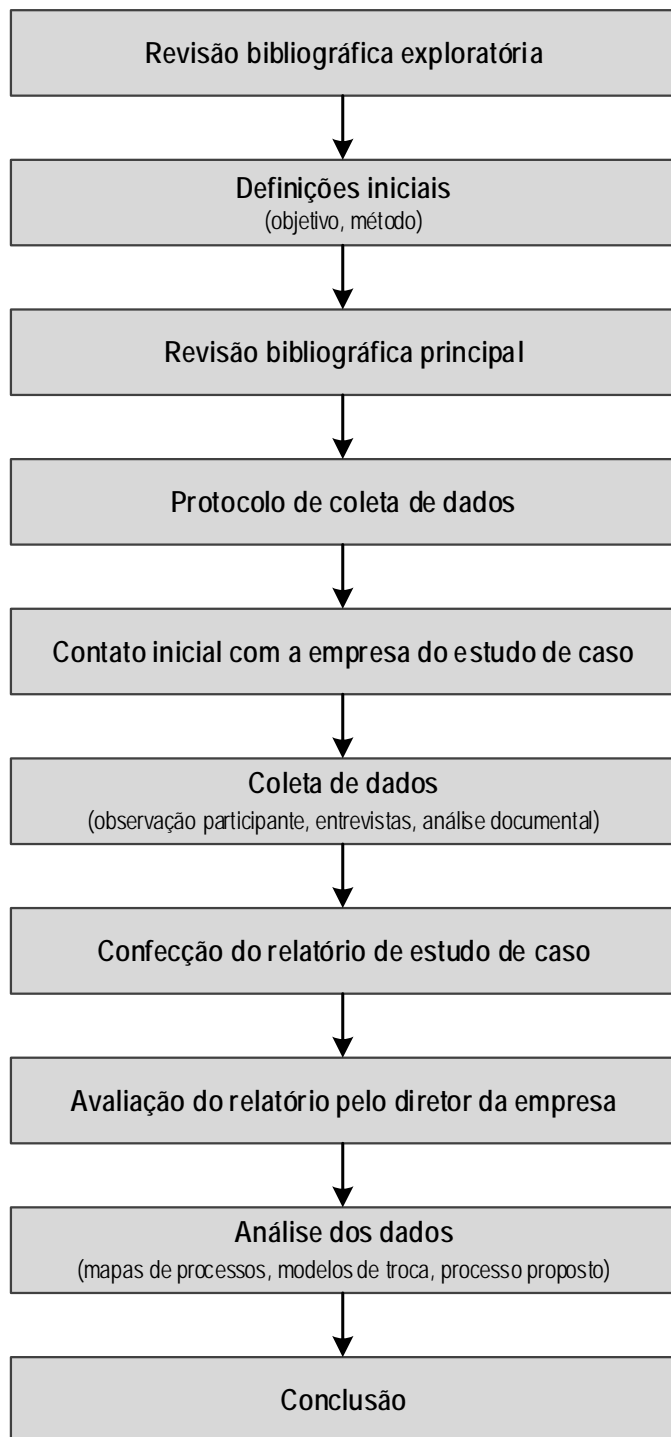 Revisão bibliográfica exploratória
Definições iniciais
(objetivo, método)
Revisão bibliográfica principal
Protocolo de coleta de dados
Contato inicial com a empresa do estudo de caso
Coleta de dados
(observação participante, entrevistas, análise documental)
Confecção do relatório de estudo de caso
Avaliação do relatório pelo diretor da empresa
Análise dos dados
(mapas de processos, modelos de troca, processo proposto)
Conclusão